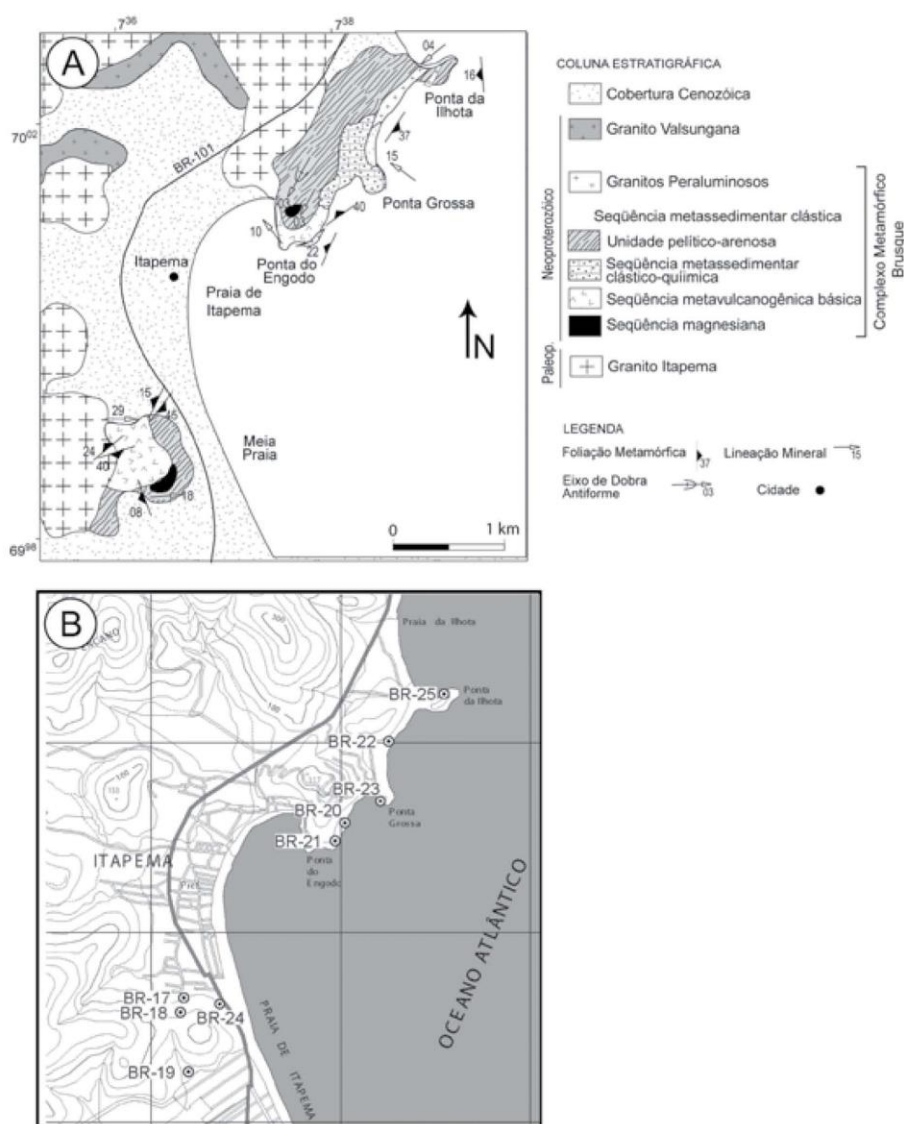 A
7³⁶
7³⁸
70⁰²
69⁹⁸
BR-101
04
16
Ponta da
Ilhota
37
15
Ponta Grossa
40
10
22
Ponta do
Engodo
Itapema
Praia de
Itapema
N
15
45
29
24
40
08
18
Meia
Praia
0 1 km
COLUNA ESTRATIGRÁFICA
Cobertura Cenozóica
Granito Valsungana
Granitos Peraluminosos
Seqüência metassedimentar clástica
Unidade pelítico-arenosa
Seqüência metassedimentar
clástico-química
Seqüência metavulcanogênica básica
Seqüência magnesiana
Granito Itapema
Neoproterozóico
Paleop.
Complexo Metamórfico
Brusque
LEGENDA
Foliação Metamórfica 37 Lineação Mineral 15
Eixo de Dobra
Antiforme 03 Cidade
B
Praia da Ilhota
BR-25
Ponta
da Ilhota
BR-22
BR-23
Ponta
Grossa
BR-20
BR-21
Ponta
do
Engodo
100
100
ITAPEMA
OCEANO ATLÂNTICO
BR-17
BR-18
BR-24
BR-19
PRAIA DE ITAPEMA